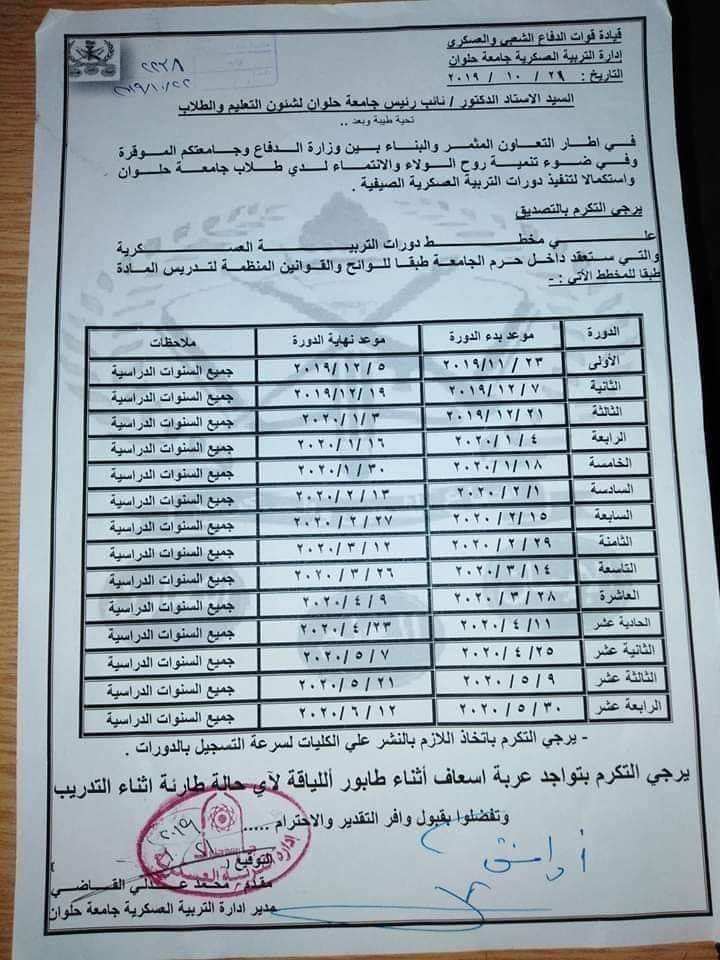 قيادة قوات الدفاع الشعبي والعسكري
إدارة التربية العسكرية جامعة حلوان
التاريخ : ٢٩ / ١٠ / ٢٠١٩
٢٢٣٨
٢٠١٩/١٠/٢٢
السيد الاستاد الدكتور / نائب رئيس جامعة حلوان لشئون التعليم والطلاب
تحية طيبة وبعد ..
في اطار التعاون المثمر والبناء بين وزارة الدفاع وجامعتكم الموقرة
وفي ضوء تنمية روح الولاء والانتماء لدي طلاب جامعة حلوان
واستكمالا لتنفيذ دورات التربية العسكرية الصيفية .
يرجي التكرم بالتصديق
علي مخطط دورات التربية العسكرية
والتي ستعقد داخل حرم الجامعة طبقا للوائح والقوانين المنظمة لتدريس المادة
طبقا للمخطط الآتي : -
الدورة موعد بدء الدورة موعد نهاية الدورة ملاحظات
الأولى ٢٣ / ٢٠١٩/١١ ٥ / ١٢ / ٢٠١٩ جميع السنوات الدراسية
الثانية ٧ / ١٢ / ٢٠١٩ ١٩ / ٢٠١٩/١٢ جميع السنوات الدراسية
الثالثة ٢١ / ١٢ / ٢٠١٩ ٣ / ١ / ٢٠٢٠ جميع السنوات الدراسية
الرابعة ٤ / ١ / ٢٠٢٠ ١٦ / ١ / ٢٠٢٠ جميع السنوات الدراسية
الخامسة ١٨ / ١ / ٢٠٢٠ ٣٠ / ١ / ٢٠٢٠ جميع السنوات الدراسية
السادسة ١ / ٢ / ٢٠٢٠ ١٣ / ٢ / ٢٠٢٠ جميع السنوات الدراسية
السابعة ١٥ / ٢ / ٢٠٢٠ ٢٧ / ٢ / ٢٠٢٠ جميع السنوات الدراسية
الثامنة ٢٩ / ٢ / ٢٠٢٠ ١٢ / ٣ / ٢٠٢٠ جميع السنوات الدراسية
التاسعة ١٤ / ٣ / ٢٠٢٠ ٢٦ / ٣ / ٢٠٢٠ جميع السنوات الدراسية
العاشرة ٢٨ / ٣ / ٢٠٢٠ ٩ / ٤ / ٢٠٢٠ جميع السنوات الدراسية
الحادية عشر ١١ / ٤ / ٢٠٢٠ ٢٣ / ٤ / ٢٠٢٠ جميع السنوات الدراسية
الثانية عشر ٢٥ / ٤ / ٢٠٢٠ ٧ / ٥ / ٢٠٢٠ جميع السنوات الدراسية
الثالثة عشر ٩ / ٥ / ٢٠٢٠ ٢١ / ٥ / ٢٠٢٠ جميع السنوات الدراسية
الرابعة عشر ٣٠ / ٥ / ٢٠٢٠ ١٢ / ٦ / ٢٠٢٠ جميع السنوات الدراسية
- يرجي التكرم باتخاذ اللازم بالنشر علي الكليات لسرعة التسجيل بالدورات .
يرجي التكرم بتواجد عربة اسعاف أثناء طابور أللياقة لآي حالة طارئة اثناء التدريب
وتفضلوا بقبول وافر التقدير والاحترام .....
أوافق
التوقيع (
مقدم / محمد عدلي القاضي
مدير ادارة التربية العسكرية جامعة حلوان
إدارة التربية العسكرية